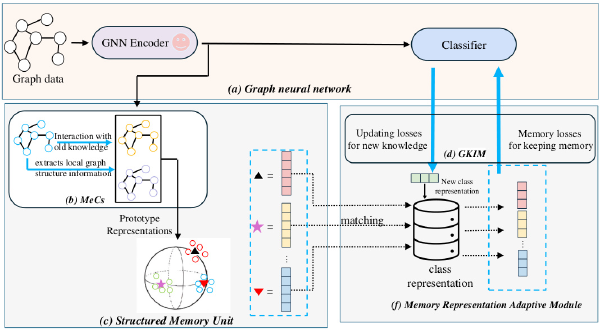 Graph data
GNN Encoder
Classifier
(a) Graph neural network
Interaction with
old knowledge
extracts local graph
structure information
(b) MeCs
Prototype
Representations
(c) Structured Memory Unit
=
=
=
matching
Updating losses
for new knowledge
Memory losses
for keeping memory
(d) GKIM
New class
representation
class
representation
(f) Memory Representation Adaptive Module